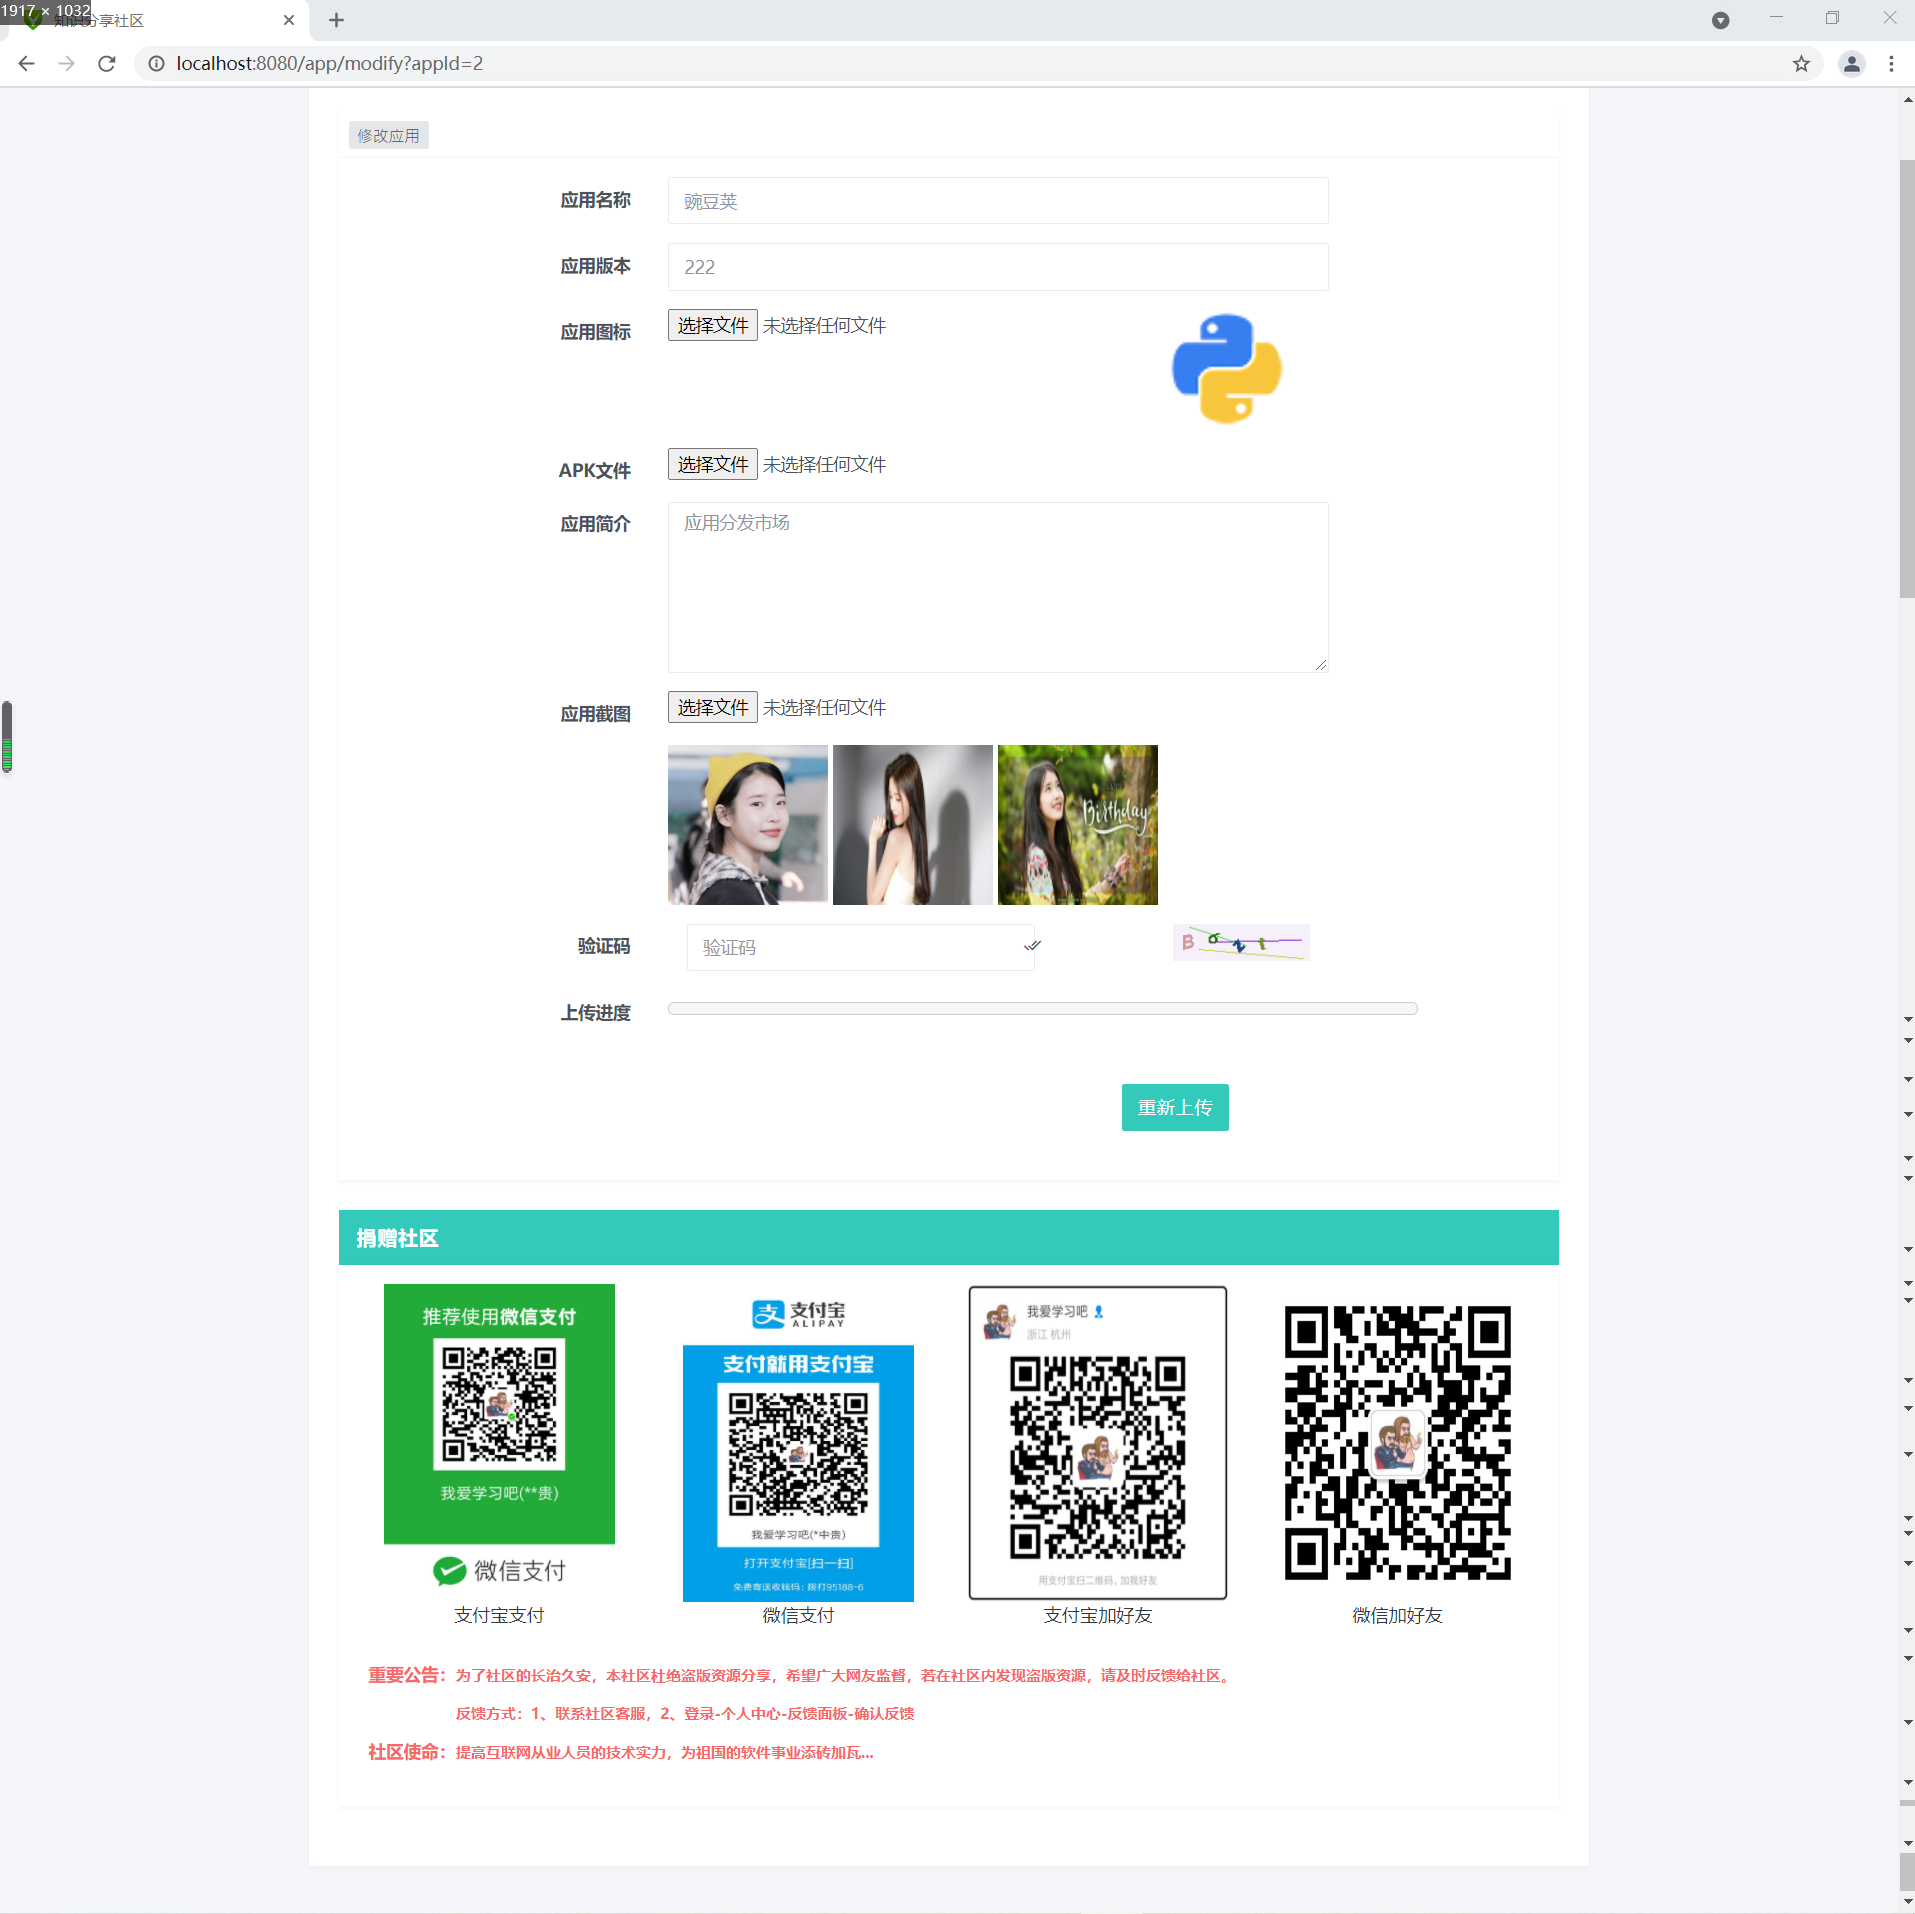 1917 × 1032
知识分享社区
localhost:8080/app/modify?appId=2
修改应用
应用名称
豌豆荚
应用版本
222
应用图标
选择文件 未选择任何文件
APK文件
选择文件 未选择任何文件
应用简介
应用分发市场
应用截图
选择文件 未选择任何文件
Birthday
验证码
验证码
上传进度
重新上传
捐赠社区
推荐使用微信支付
我爱学习吧(**贵)
微信支付
支付宝支付
支付宝
ALIPAY
支付就用支付宝
我爱学习吧(*中贵)
打开支付宝[扫一扫]
免费寄送收钱码：拨打95188-6
微信支付
我爱学习吧
浙江 杭州
用支付宝扫二维码，加我好友
支付宝加好友
微信加好友
重要公告：为了社区的长治久安，本社区杜绝盗版资源分享，希望广大网友监督，若在社区内发现盗版资源，请及时反馈给社区。
反馈方式：1、联系社区客服，2、登录-个人中心-反馈面板-确认反馈
社区使命：提高互联网从业人员的技术实力，为祖国的软件事业添砖加瓦...